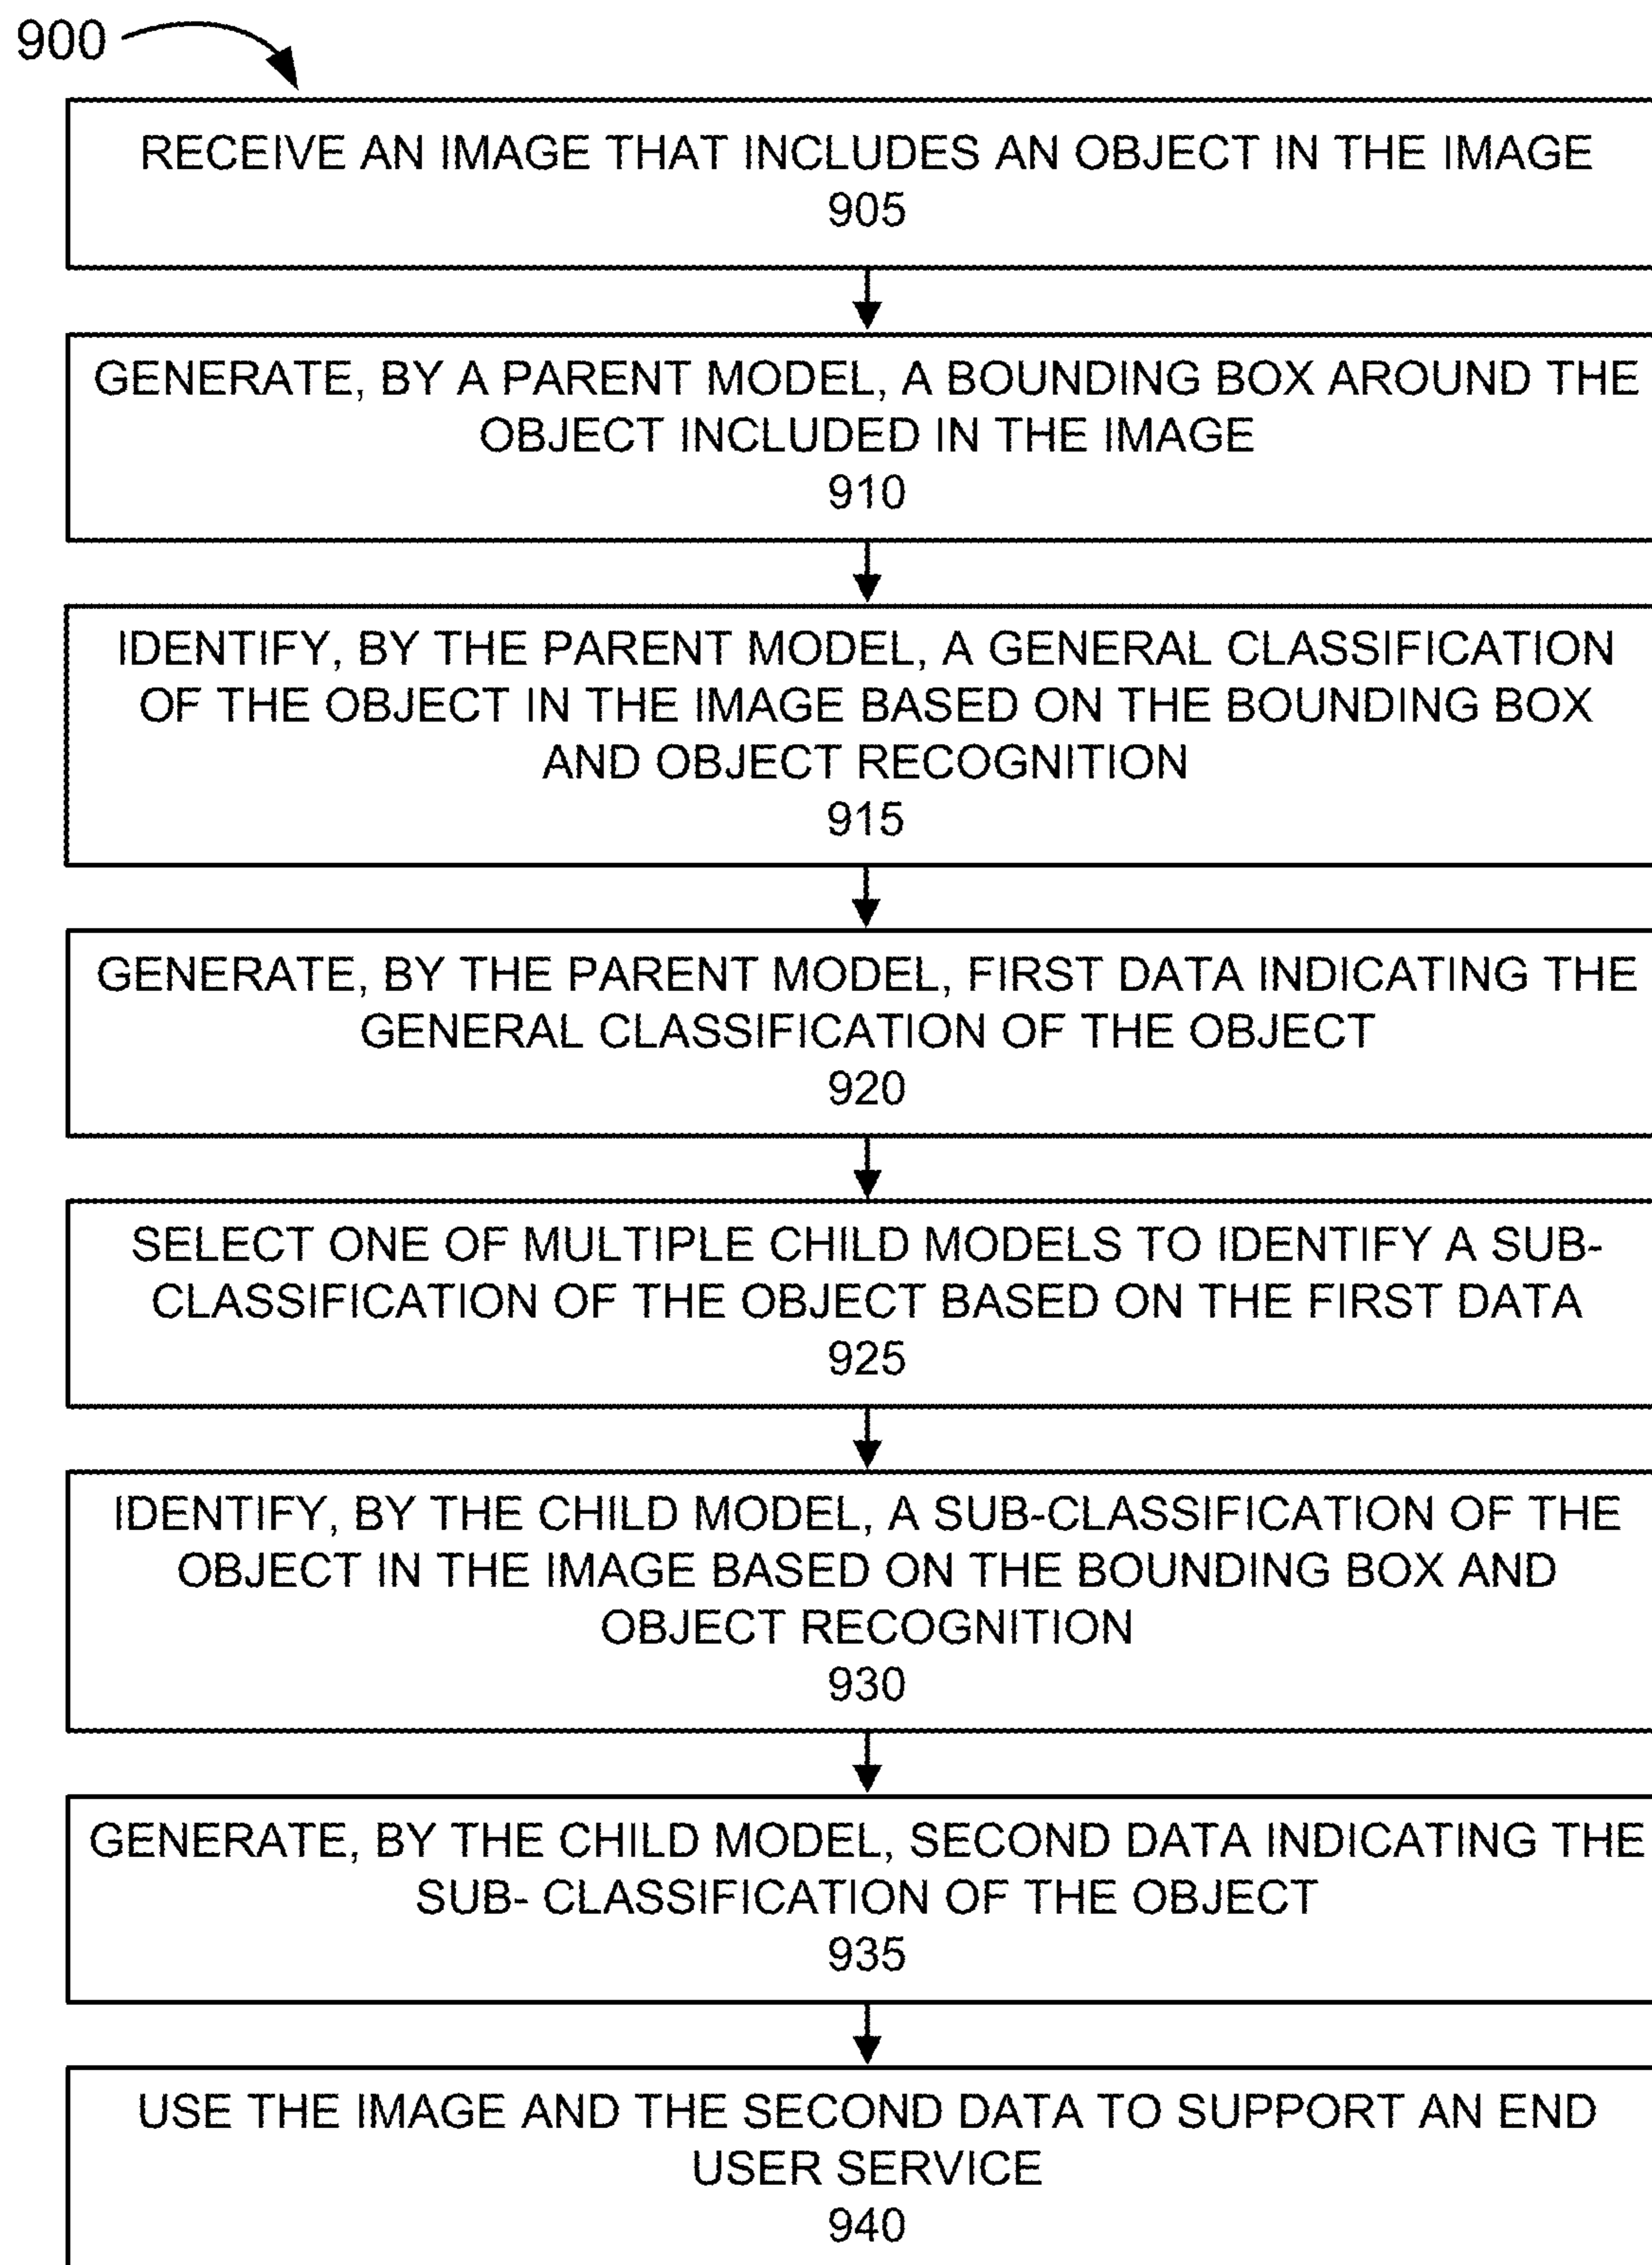 900
RECEIVE AN IMAGE THAT INCLUDES AN OBJECT IN THE IMAGE
905
GENERATE, BY A PARENT MODEL, A BOUNDING BOX AROUND THE
OBJECT INCLUDED IN THE IMAGE
910
IDENTIFY, BY THE PARENT MODEL, A GENERAL CLASSIFICATION
OF THE OBJECT IN THE IMAGE BASED ON THE BOUNDING BOX
AND OBJECT RECOGNITION
915
GENERATE, BY THE PARENT MODEL, FIRST DATA INDICATING THE
GENERAL CLASSIFICATION OF THE OBJECT
920
SELECT ONE OF MULTIPLE CHILD MODELS TO IDENTIFY A SUB-
CLASSIFICATION OF THE OBJECT BASED ON THE FIRST DATA
925
IDENTIFY, BY THE CHILD MODEL, A SUB-CLASSIFICATION OF THE
OBJECT IN THE IMAGE BASED ON THE BOUNDING BOX AND
OBJECT RECOGNITION
930
GENERATE, BY THE CHILD MODEL, SECOND DATA INDICATING THE
SUB- CLASSIFICATION OF THE OBJECT
935
USE THE IMAGE AND THE SECOND DATA TO SUPPORT AN END
USER SERVICE
940